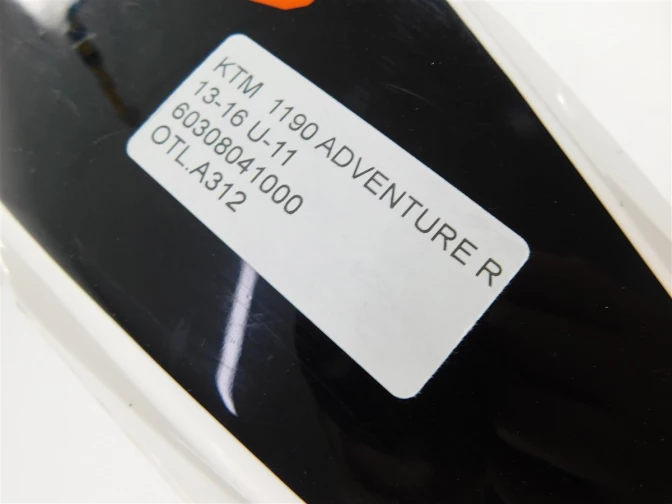 KTM 1190 ADVENTURE R
13-16 U-11
60308041000
OTL.A312